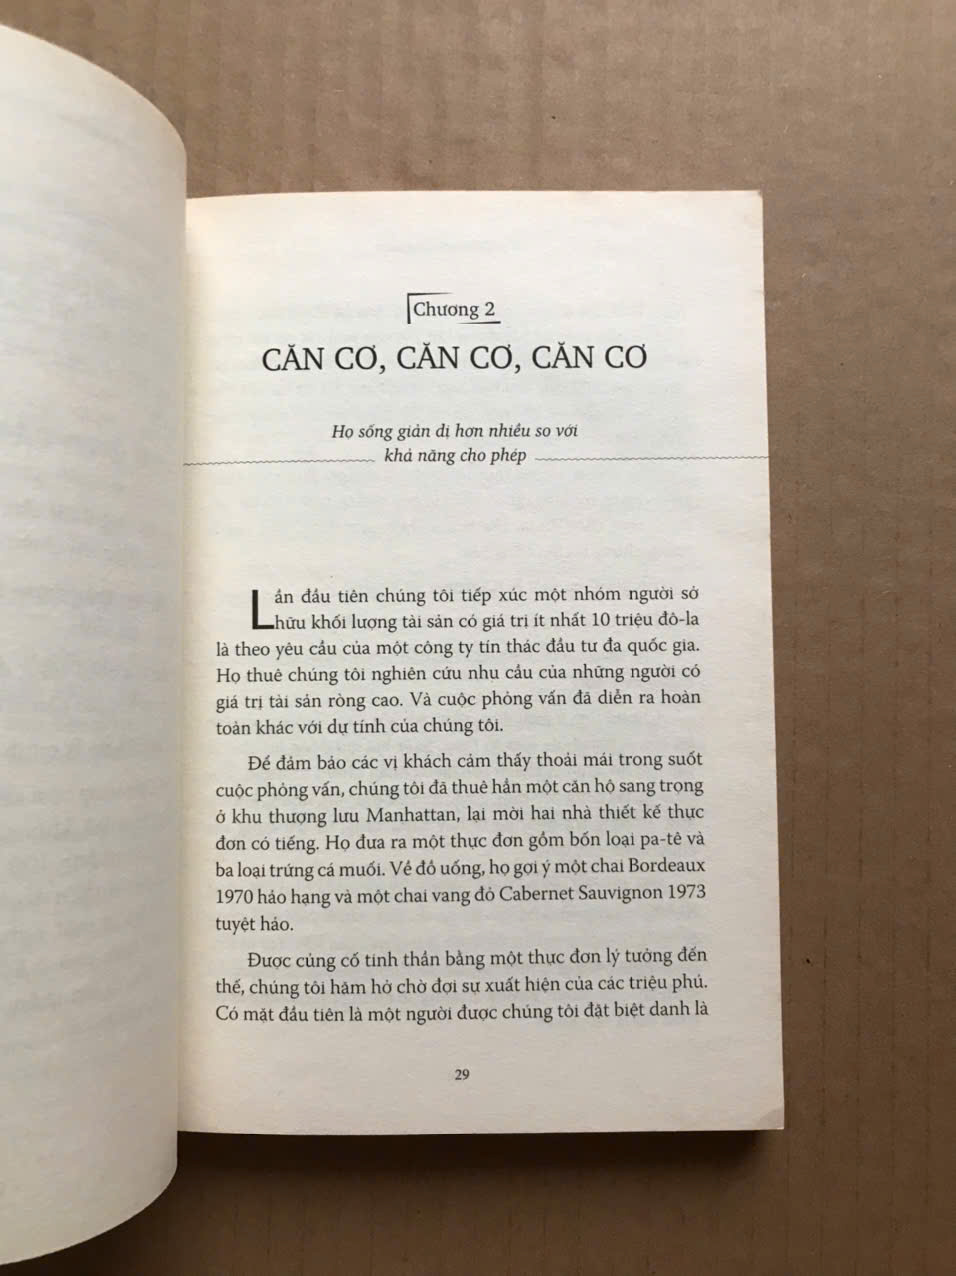 Chương 2
CĂN CƠ, CĂN CƠ, CĂN CƠ
Họ sống giản dị hơn nhiều so với
khả năng cho phép
Lần đầu tiên chúng tôi tiếp xúc một nhóm người sở
hữu khối lượng tài sản có giá trị ít nhất 10 triệu đô-la
là theo yêu cầu của một công ty tín thác đầu tư đa quốc gia.
Họ thuê chúng tôi nghiên cứu nhu cầu của những người có
giá trị tài sản ròng cao. Và cuộc phỏng vấn đã diễn ra hoàn
toàn khác với dự tính của chúng tôi.
Để đảm bảo các vị khách cảm thấy thoải mái trong suốt
cuộc phỏng vấn, chúng tôi đã thuê hẳn một căn hộ sang trọng
ở khu thượng lưu Manhattan, lại mời hai nhà thiết kế thực
đơn có tiếng. Họ đưa ra một thực đơn gồm bốn loại pa-tê và
ba loại trứng cá muối. Về đồ uống, họ gợi ý một chai Bordeaux
1970 hảo hạng và một chai vang đỏ Cabernet Sauvignon 1973
tuyệt hảo.
Được củng cố tinh thần bằng một thực đơn lý tưởng đến
thế, chúng tôi hăm hở chờ đợi sự xuất hiện của các triệu phú.
Có mặt đầu tiên là một người được chúng tôi đặt biệt danh là
29